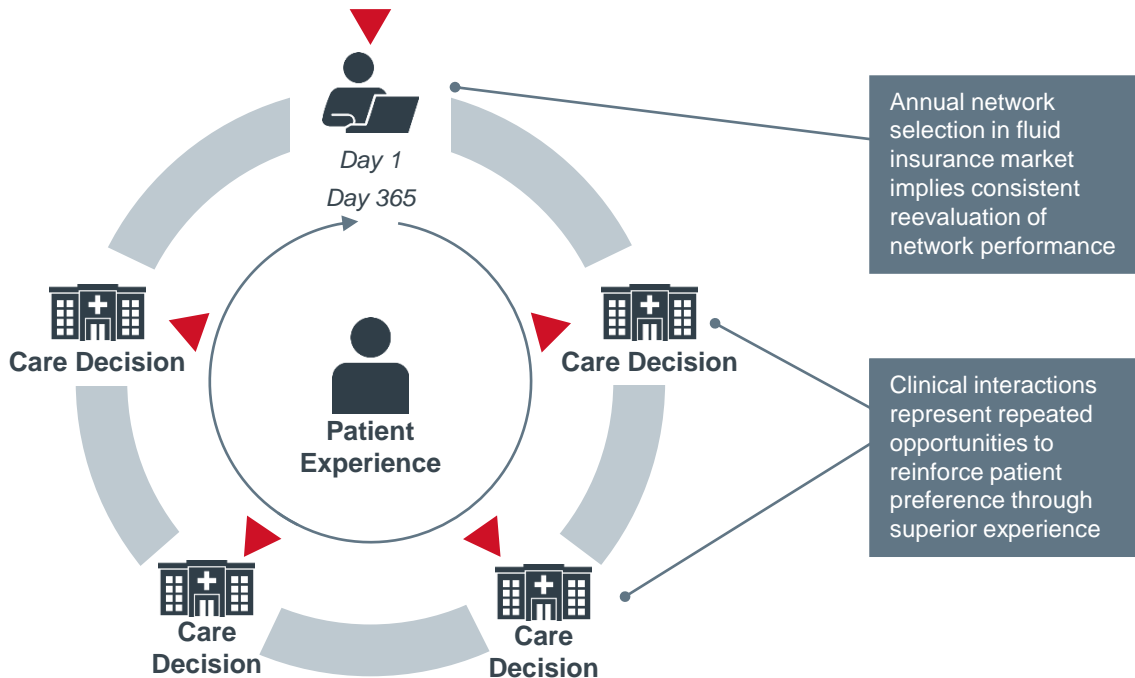 Day 1
Day 365
Annual network
selection in fluid
insurance market
implies consistent
reevaluation of
network performance
Care Decision
Care Decision
Patient
Experience
Clinical interactions
represent repeated
opportunities to
reinforce patient
preference through
superior experience
Care
Decision
Care
Decision